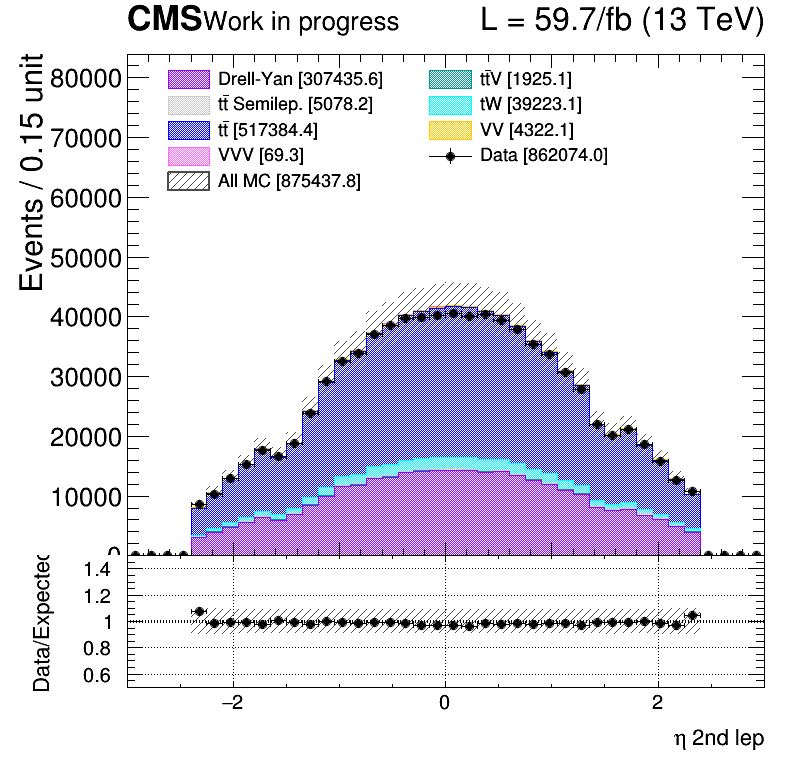 CMS Work in progress L = 59.7/fb (13 TeV)
Events / 0.15 unit
Drell-Yan [307435.6]
tt̄ Semilep. [5078.2]
tt̄ [517384.4]
VVV [69.3]
All MC [875437.8]
tt̄V [1925.1]
tW [39223.1]
VV [4322.1]
Data [862074.0]
80000
70000
60000
50000
40000
30000
20000
10000
0
Data/Expected
1.4
1.2
1
0.8
0.6
−2 0 2
η 2nd lep